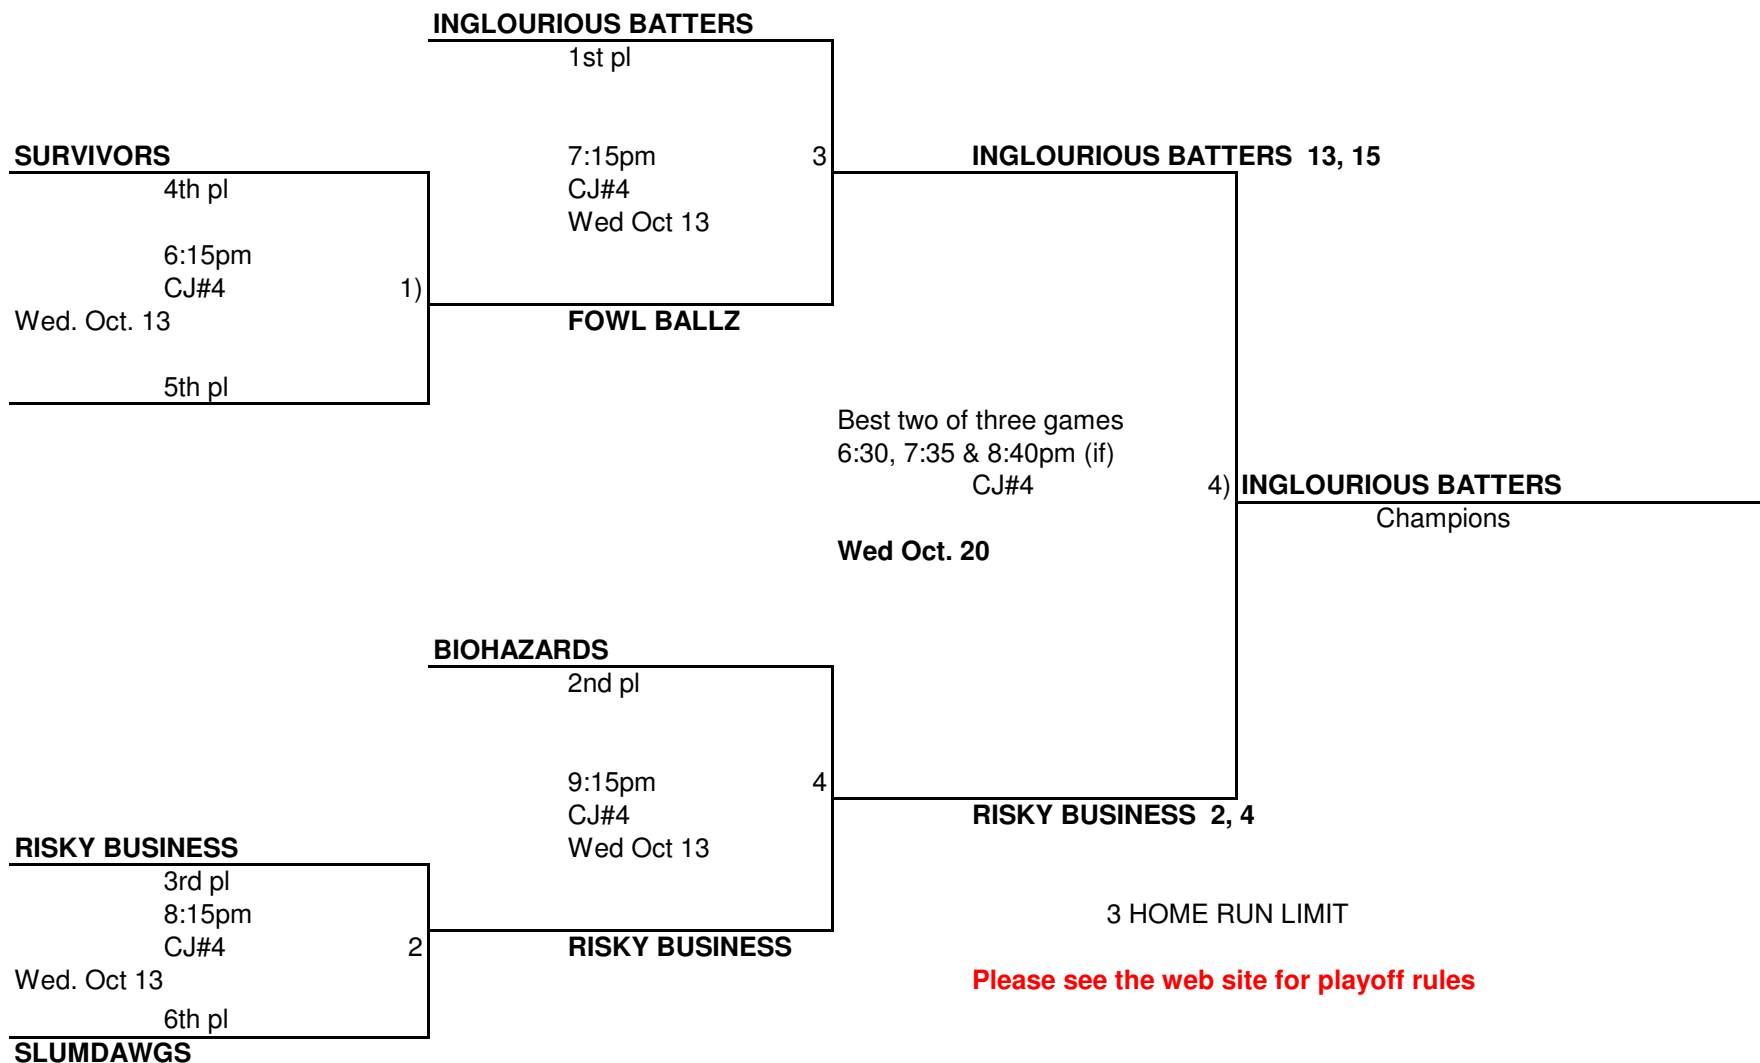 INGLOURIOUS BATTERS
1st pl
SURVIVORS
7:15pm 3
INGLOURIOUS BATTERS 13, 15
4th pl
CJ#4
Wed Oct 13
6:15pm
CJ#4 1)
Wed. Oct. 13
FOWL BALLZ
5th pl
Best two of three games
6:30, 7:35 & 8:40pm (if)
CJ#4 4)
INGLOURIOUS BATTERS
Champions
Wed Oct. 20
BIOHAZARDS
2nd pl
9:15pm 4
CJ#4
RISKY BUSINESS 2, 4
RISKY BUSINESS
Wed Oct 13
3rd pl
8:15pm
3 HOME RUN LIMIT
CJ#4 2
RISKY BUSINESS
Wed. Oct 13
Please see the web site for playoff rules
6th pl
SLUMDAWGS